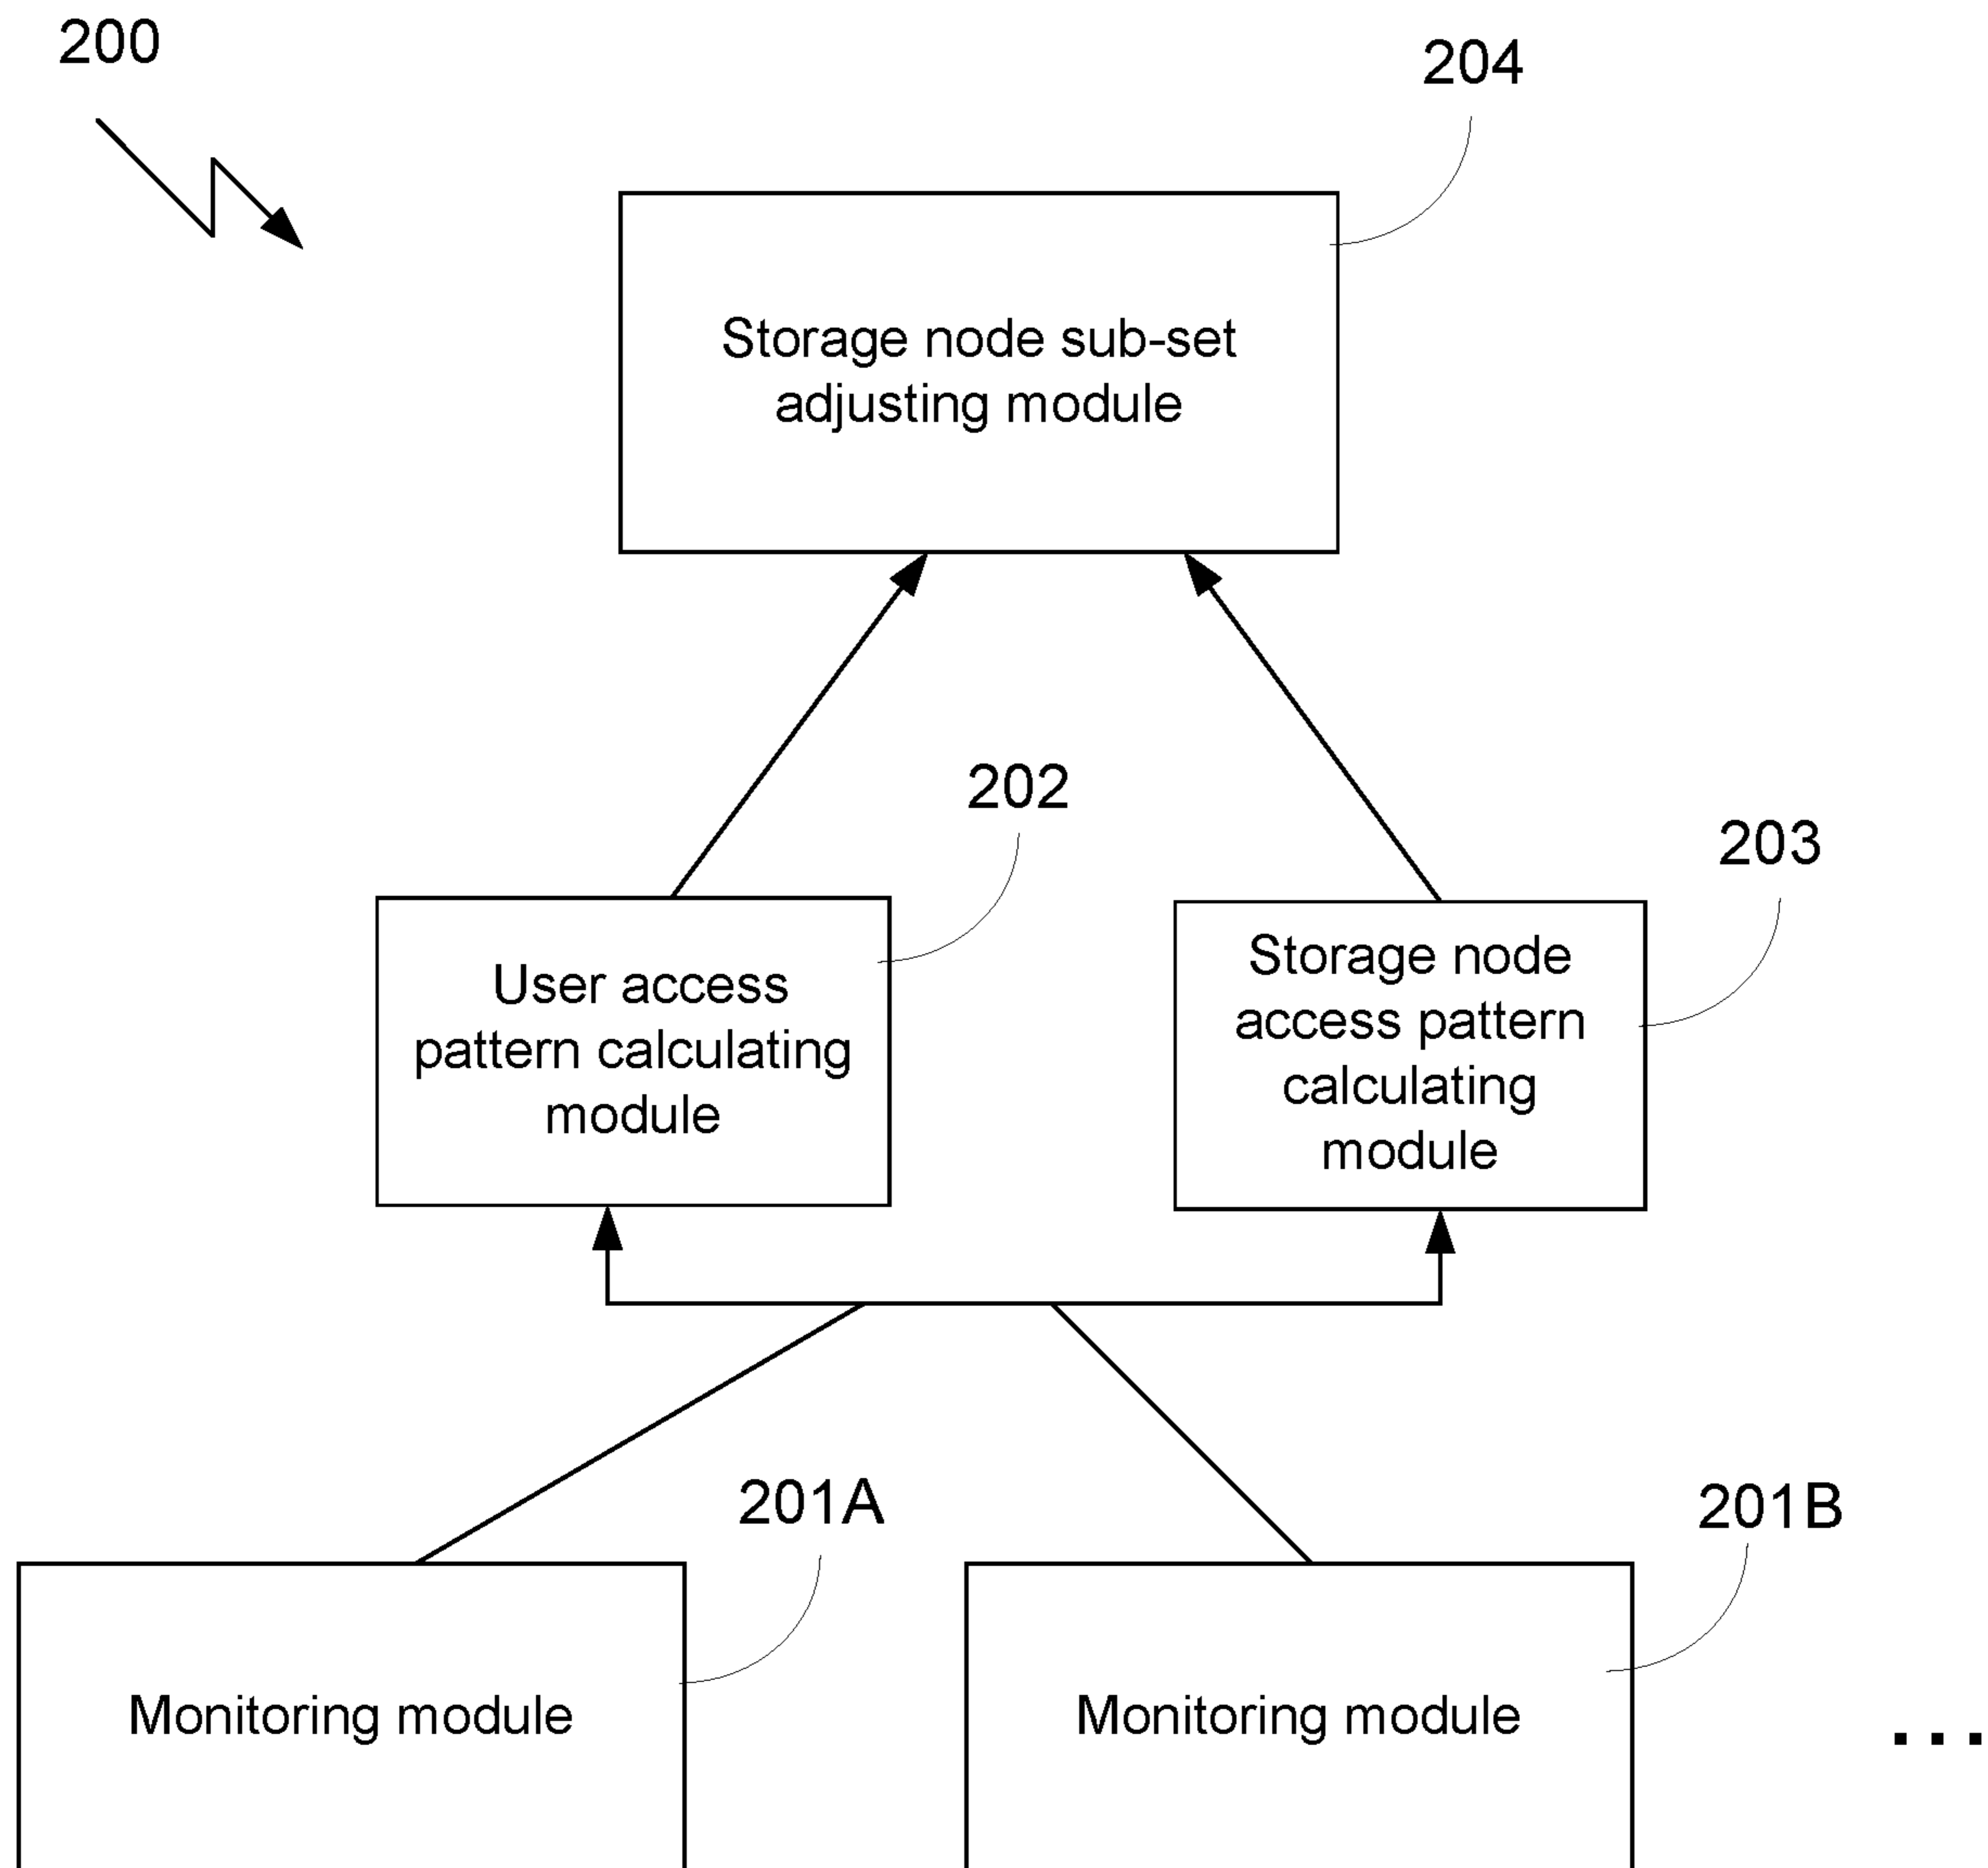 200
204
Storage node sub-set
adjusting module
202
203
User access
pattern calculating
module
Storage node
access pattern
calculating
module
201A
201B
Monitoring module
Monitoring module
...